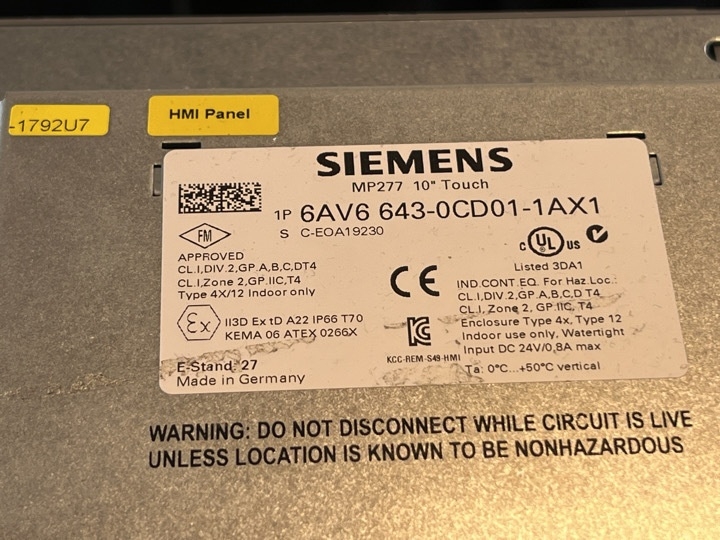 -1792U7
HMI Panel
SIEMENS
MP277 10" Touch
1P 6AV6 643-0CD01-1AX1
S C-EOA19230
FM
APPROVED
CL.I,DIV.2,GP.A,B,C,DT4
CL.I,Zone 2,GP.IIC,T4
Type 4X/12 Indoor only
Ex II3D Ex tD A22 IP66 T70
KEMA 06 ATEX 0266X
E-Stand: 27
Made in Germany
CE
KCC-REM-S49-HMI
C UL US
Listed 3DA1
IND.CONT.EQ. For Haz.Loc.:
CL.I,DIV.2,GP.A,B,C,D T4
CL.I, Zone 2, GP.IIC, T4
Enclosure Type 4x, Type 12
Indoor use only, Watertight
Input DC 24V/0,8A max
Ta: 0°C...+50°C vertical
WARNING: DO NOT DISCONNECT WHILE CIRCUIT IS LIVE
UNLESS LOCATION IS KNOWN TO BE NONHAZARDOUS